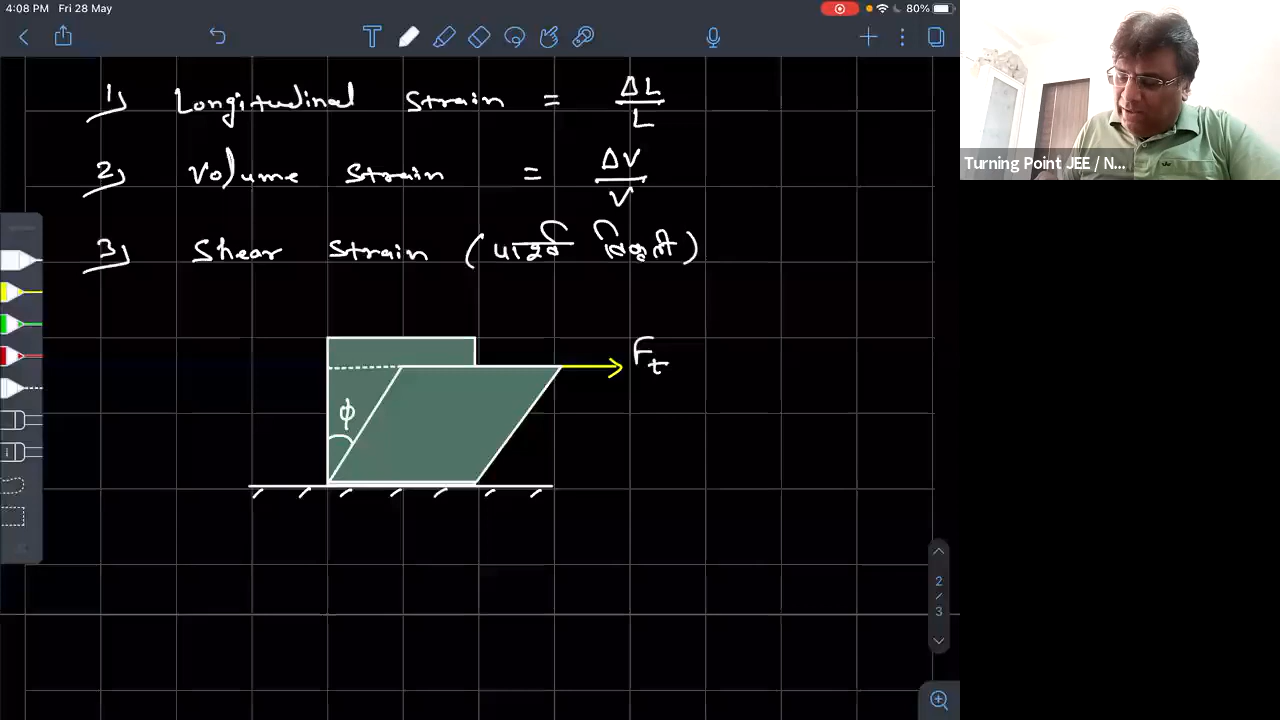 4:08 PM Fri 28 May 80%
1) Longitudinal Strain = ΔL/L
2) Volume Strain = ΔV/V
3) Shear Strain (पार्श्व विकृति)
Ft
ϕ
2/3
Turning Point JEE / N...